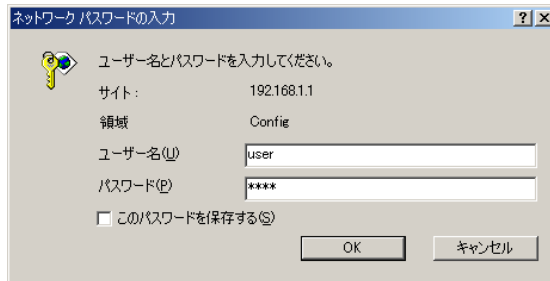 ネットワーク パスワードの入力
ユーザー名とパスワードを入力してください。
サイト: 192.168.1.1
領域 Config
ユーザー名(U) user
パスワード(P) ****
このパスワードを保存する(S)
OK キャンセル